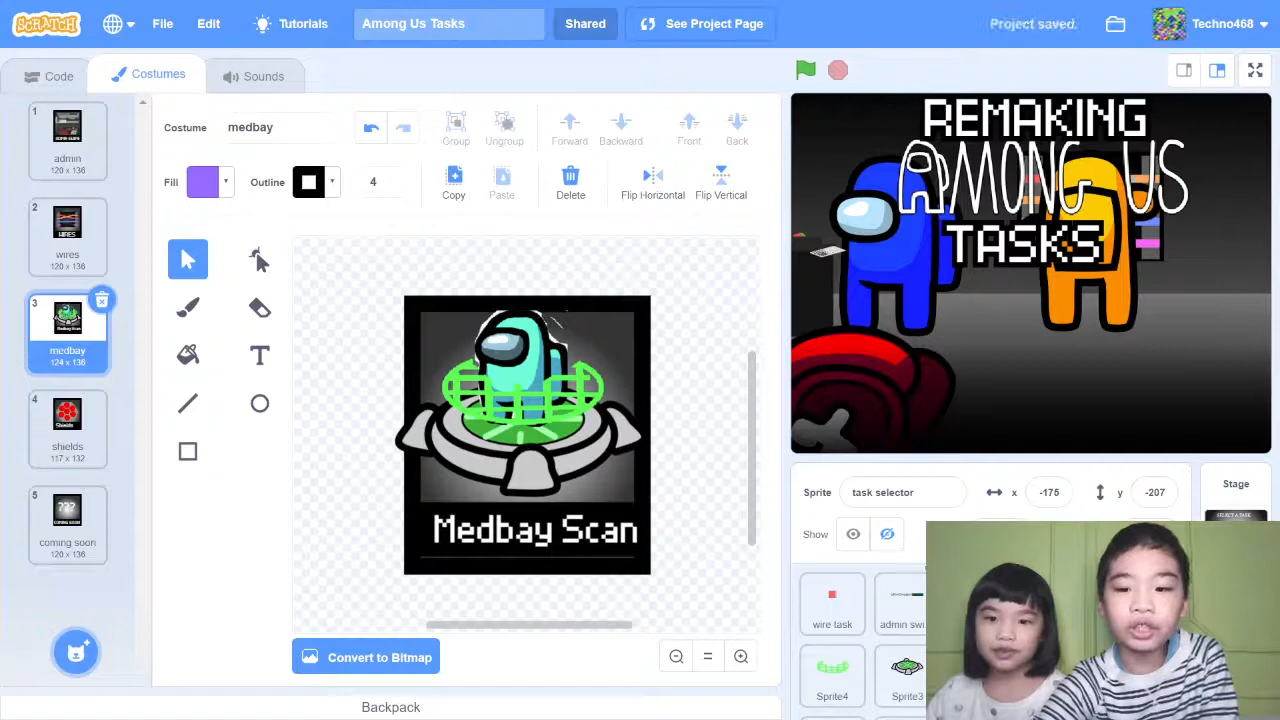 SCRATCH
File
Edit
Tutorials
Among Us Tasks
Shared
See Project Page
Project saved.
Techno468
Code
Costumes
Sounds
1
admin
120 x 136
2
WIRES
wires
120 x 136
3
Medbay Scan
medbay
124 x 138
4
Shields
shields
117 x 132
5
???
COMING SOON
coming soon
120 x 136
Costume
medbay
Group
Ungroup
Forward
Backward
Front
Back
Fill
Outline
4
Copy
Paste
Delete
Flip Horizontal
Flip Vertical
Medbay Scan
Convert to Bitmap
Backpack
REMAKING
AMONG US
TASKS
Sprite
task selector
x
-175
y
-207
Show
Stage
SELECT A TASK
wire task
admin swi...
Sprite4
Sprite3